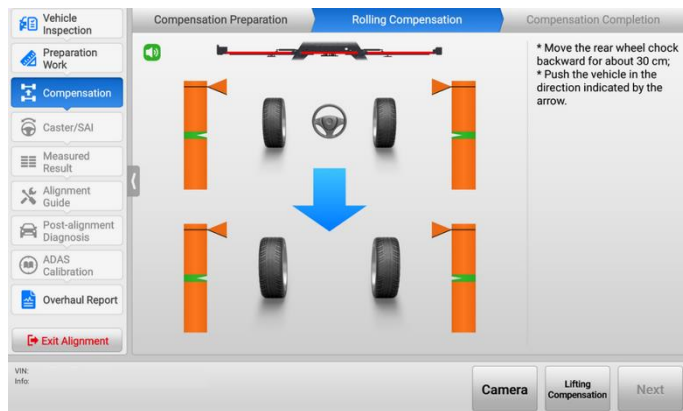 Vehicle
Inspection
Preparation
Work
Compensation
Caster/SAI
Measured
Result
Alignment
Guide
Post-alignment
Diagnosis
ADAS
Calibration
Overhaul Report
Exit Alignment
Compensation Preparation
Rolling Compensation
Compensation Completion
* Move the rear wheel chock
backward for about 30 cm;
* Push the vehicle in the
direction indicated by the
arrow.
VIN:
Info:
Camera
Lifting
Compensation
Next